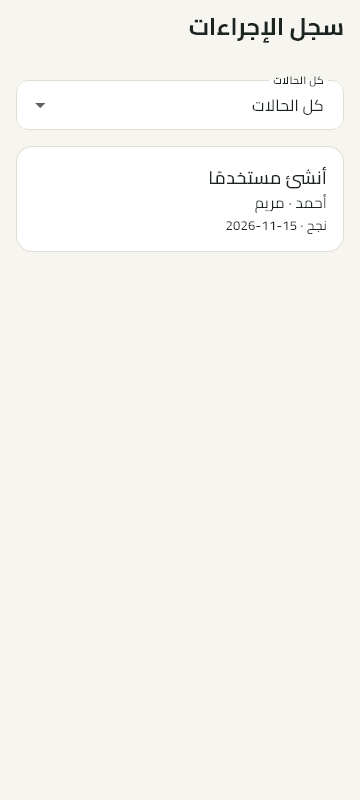 سجل الإجراءات
كل الحالات
كل الحالات
أنشئ مستخدمًا
أحمد · مريم
نجح · 15-11-2026